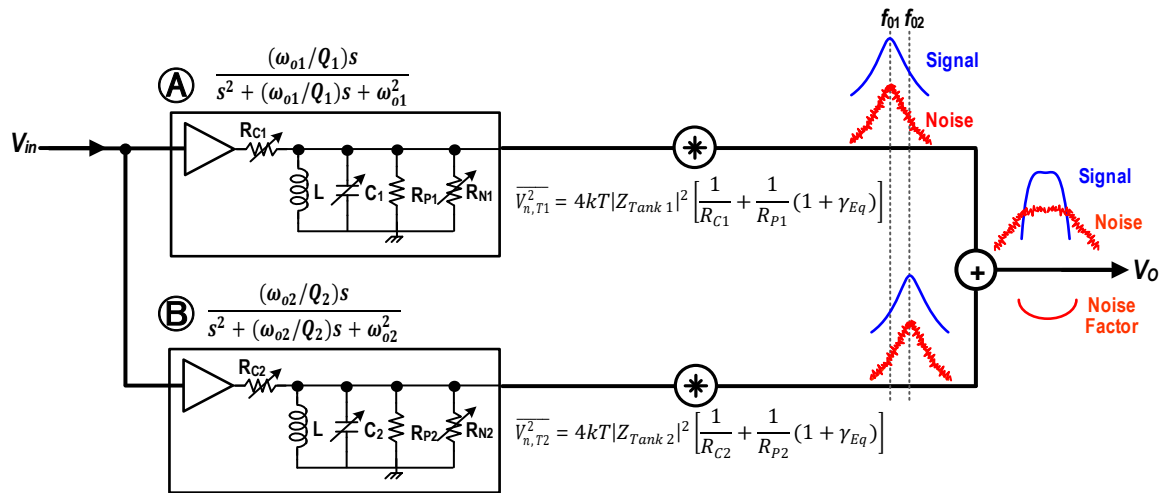 f01 f02
(ωo1/Q1)s
s² + (ωo1/Q1)s + ω²o1
A
Signal
RC1
Noise
Vin
L
C1
RP1
RN1
*
V²n,T1 = 4kT|ZTank 1|² [1/RC1 + 1/RP1 (1 + γEq)]
Signal
Noise
+
VO
Noise
Factor
(ωo2/Q2)s
s² + (ωo2/Q2)s + ω²o2
B
RC2
L
C2
RP2
RN2
*
V²n,T2 = 4kT|ZTank 2|² [1/RC2 + 1/RP2 (1 + γEq)]